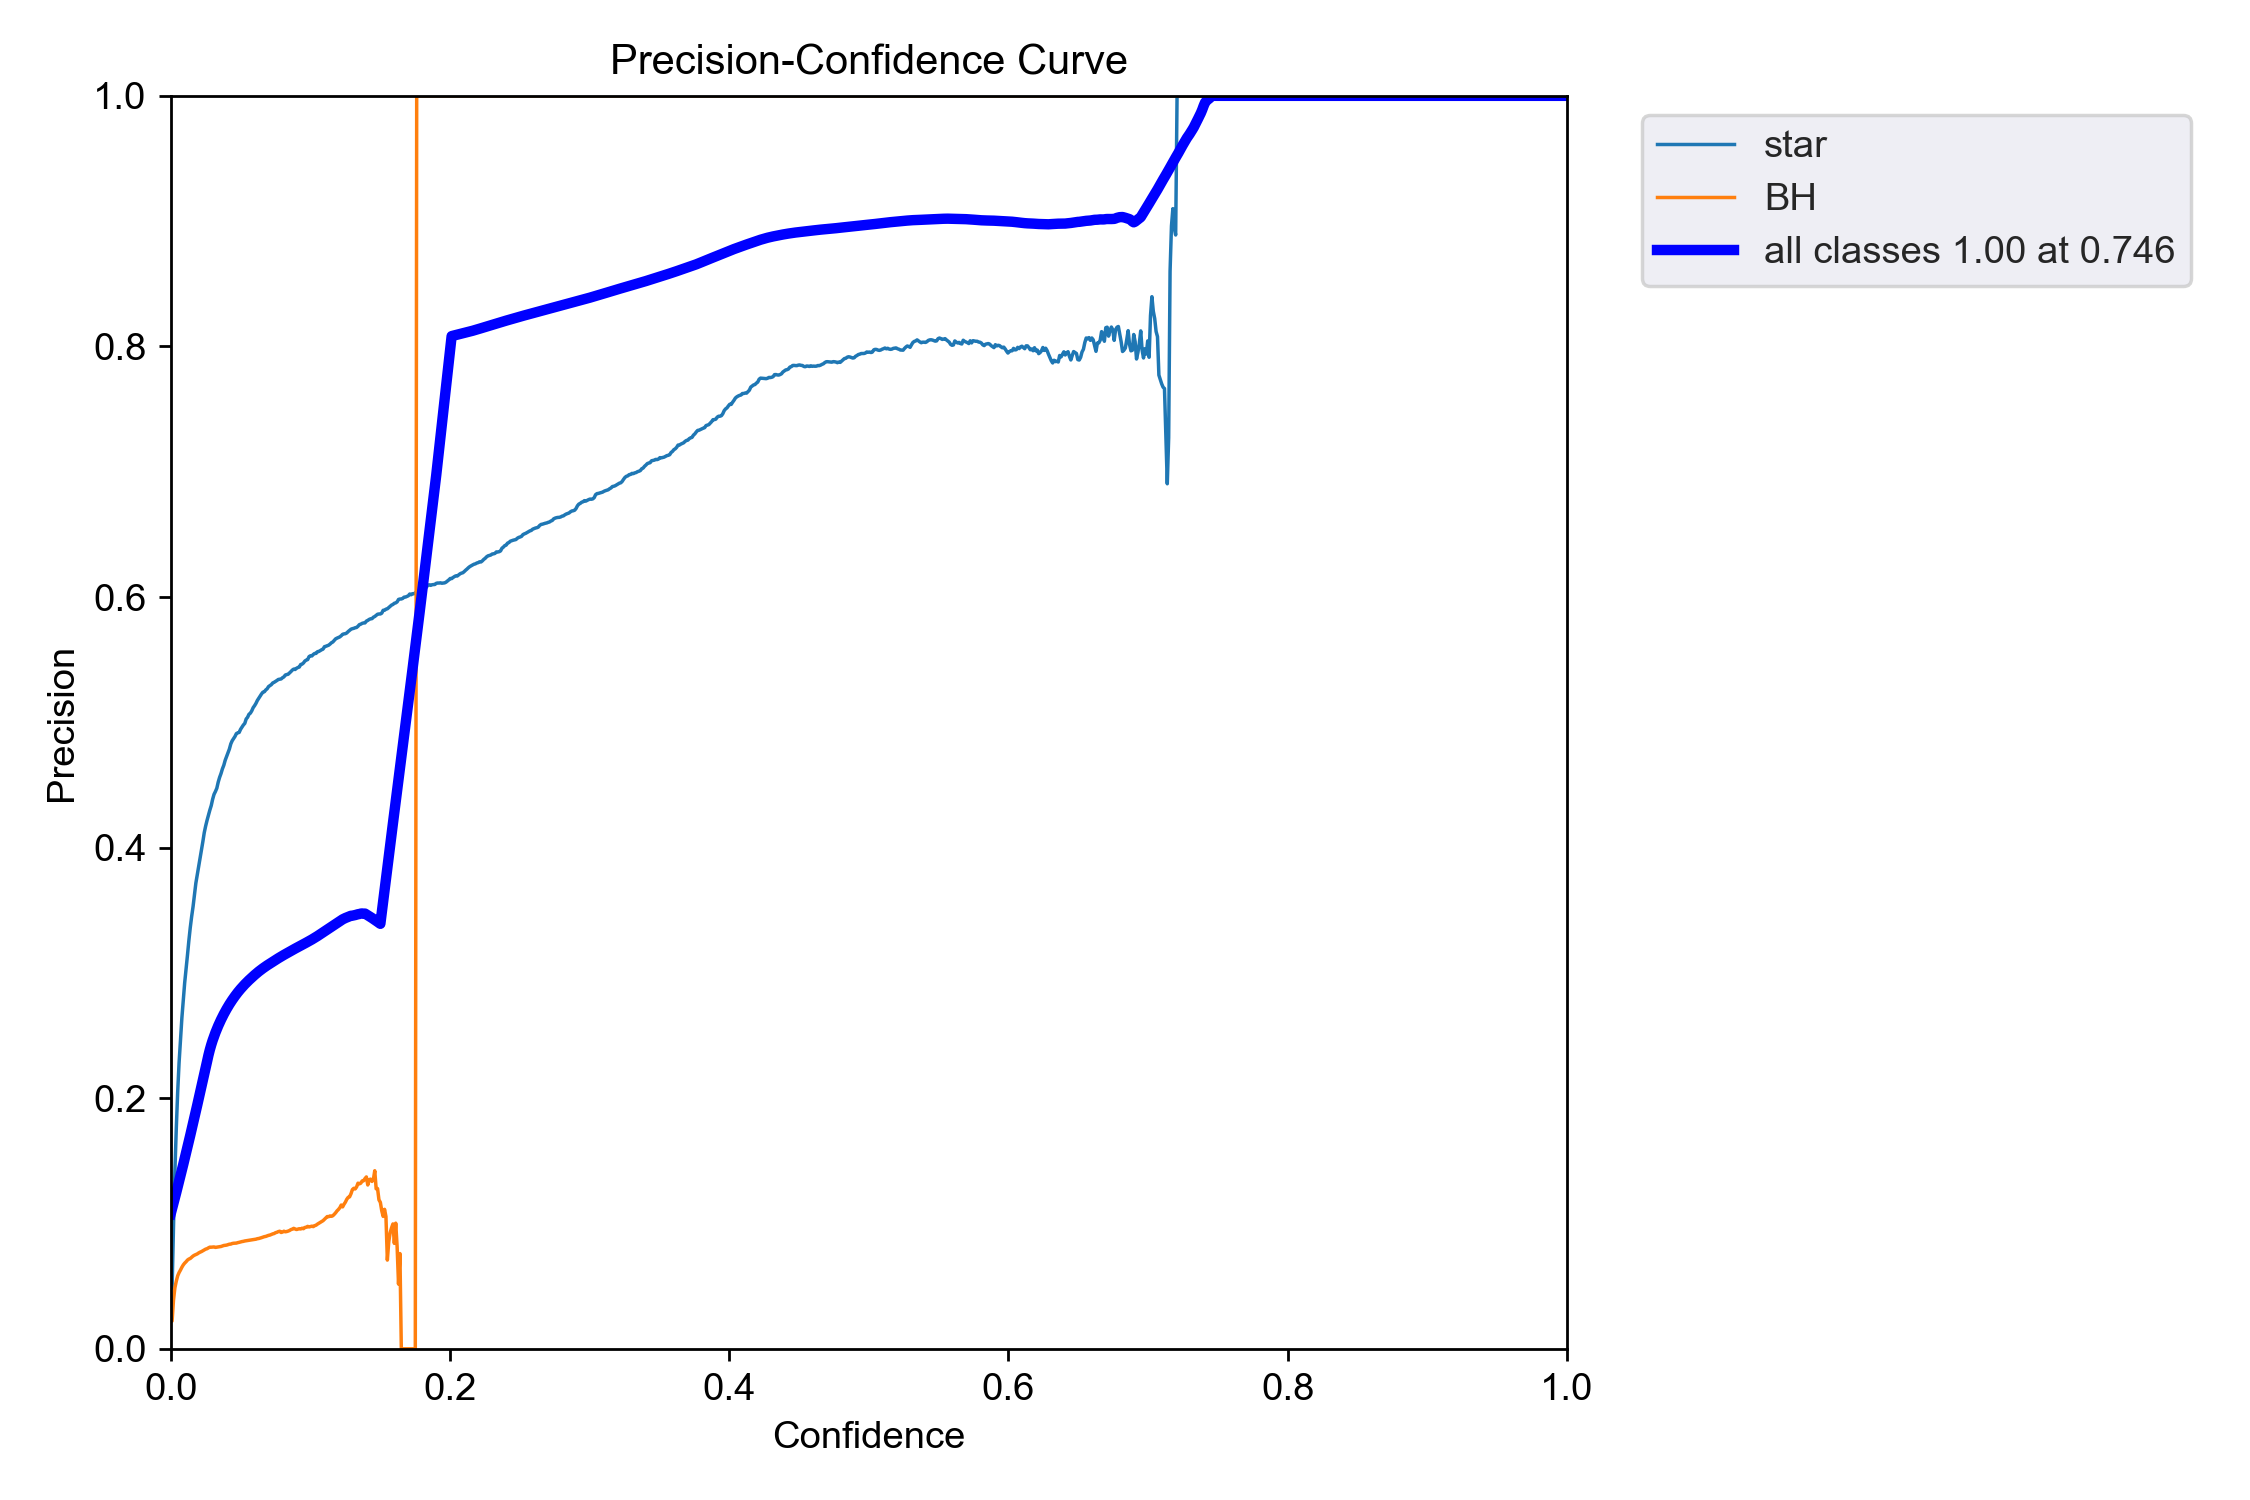 Precision-Confidence Curve
1.0
0.8
0.6
0.4
0.2
0.0
Precision
0.0 0.2 0.4 0.6 0.8 1.0
Confidence
star
BH
all classes 1.00 at 0.746